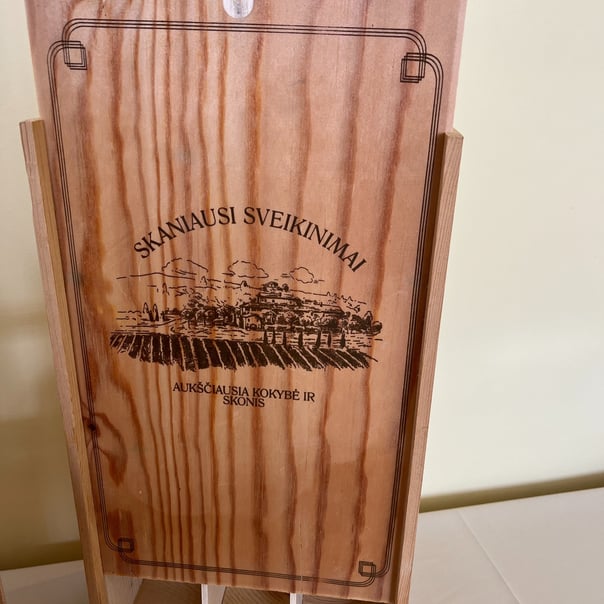 SKANIAUSI SVEIKINIMAI
AUKŠČIAUSIA KOKYBĖ IR
SKONIS